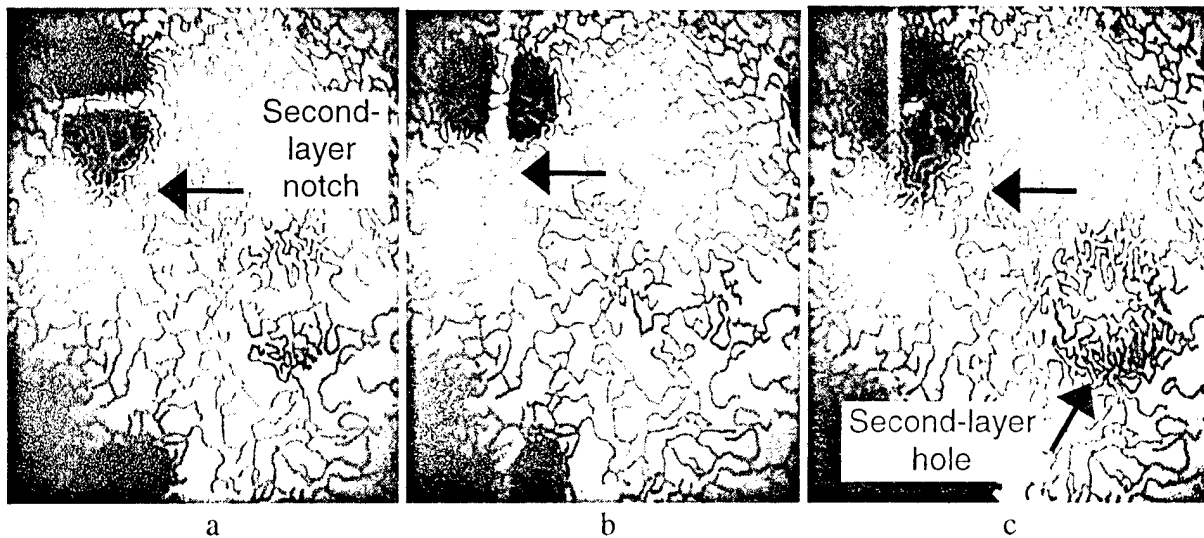 Second-
layer
notch
Second-layer
hole
a
b
c